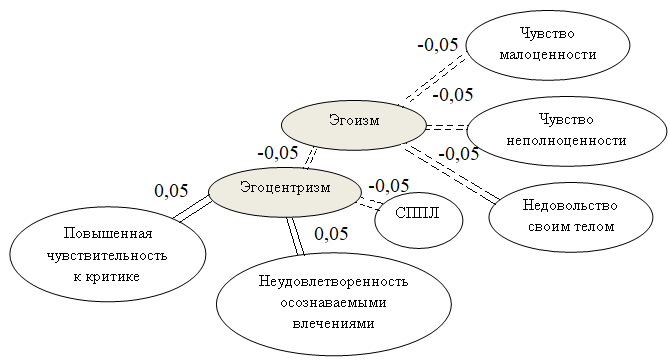 Чувство
малоценности
-0,05
-0,05
Эгоизм
Чувство
неполноценности
-0,05
-0,05
Эгоцентризм
0,05
-0,05
СППЛ
Недовольство
своим телом
0,05
Повышенная
чувствительность
к критике
Неудовлетворенность
осознаваемыми
влечениями